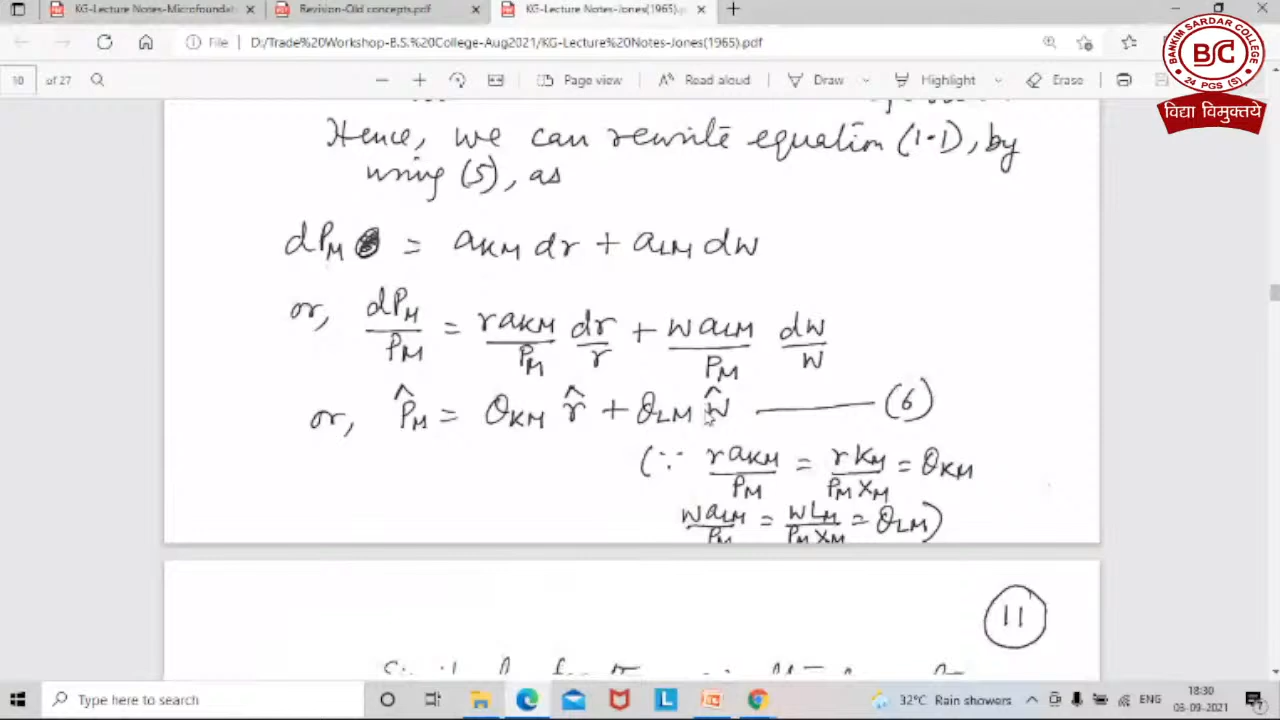 KG-Lecture Notes-Microfoundat
Revision-Old concepts.pdf
KG-Lecture Notes-Jones(1965).p
File
D:/Trade%20Workshop-B.S.%20College-Aug2021/KG-Lecture%20Notes-Jones(1965).pdf
10 of 27
Page view
Read aloud
Draw
Highlight
Erase
BANKIM SARDAR COLLEGE
BSC
24 PGS (S)
विद्या विमुक्तये
Hence, we can rewrite equation (1.1), by
using (5), as
dP_M = a_KM dr + a_LM dW
or, dP_M/P_M = r a_KM/P_M dr/r + W a_LM/P_M dW/W
or, P̂_M = θ_KM r̂ + θ_LM Ŵ —— (6)
(∵ r a_KM/P_M = r K_M/P_M X_M = θ_KM
W a_LM/P_M = W L_M/P_M X_M = θ_LM)
11
Type here to search
32°C Rain showers
ENG
18:30
03-09-2021